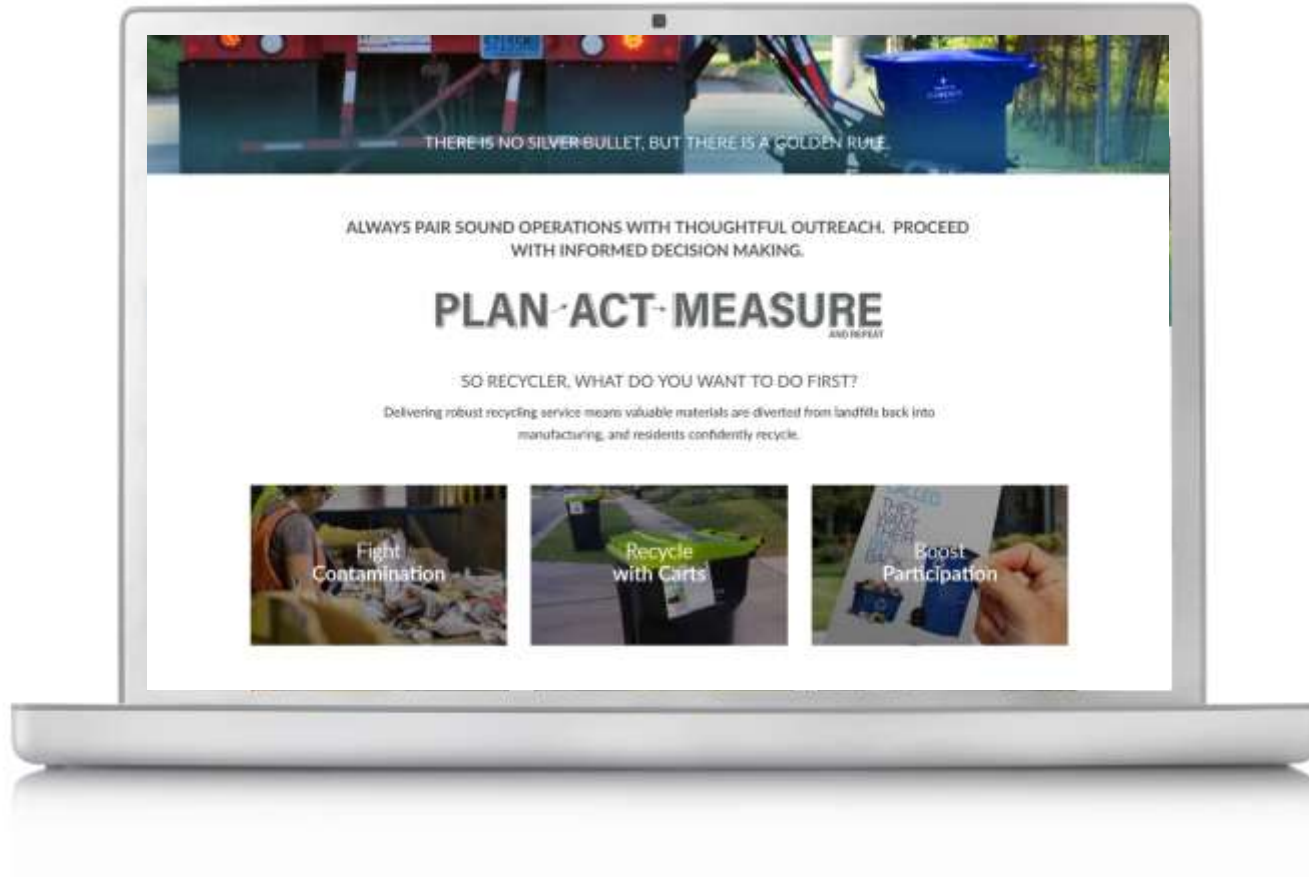 THERE IS NO SILVER BULLET, BUT THERE IS A GOLDEN RULE.
ALWAYS PAIR SOUND OPERATIONS WITH THOUGHTFUL OUTREACH. PROCEED
WITH INFORMED DECISION MAKING.
PLAN→ACT→MEASURE
AND REPEAT
SO RECYCLER, WHAT DO YOU WANT TO DO FIRST?
Delivering robust recycling service means valuable materials are diverted from landfills back into
manufacturing, and residents confidently recycle.
Fight
Contamination
Recycle
with Carts
Boost
Participation
THEY